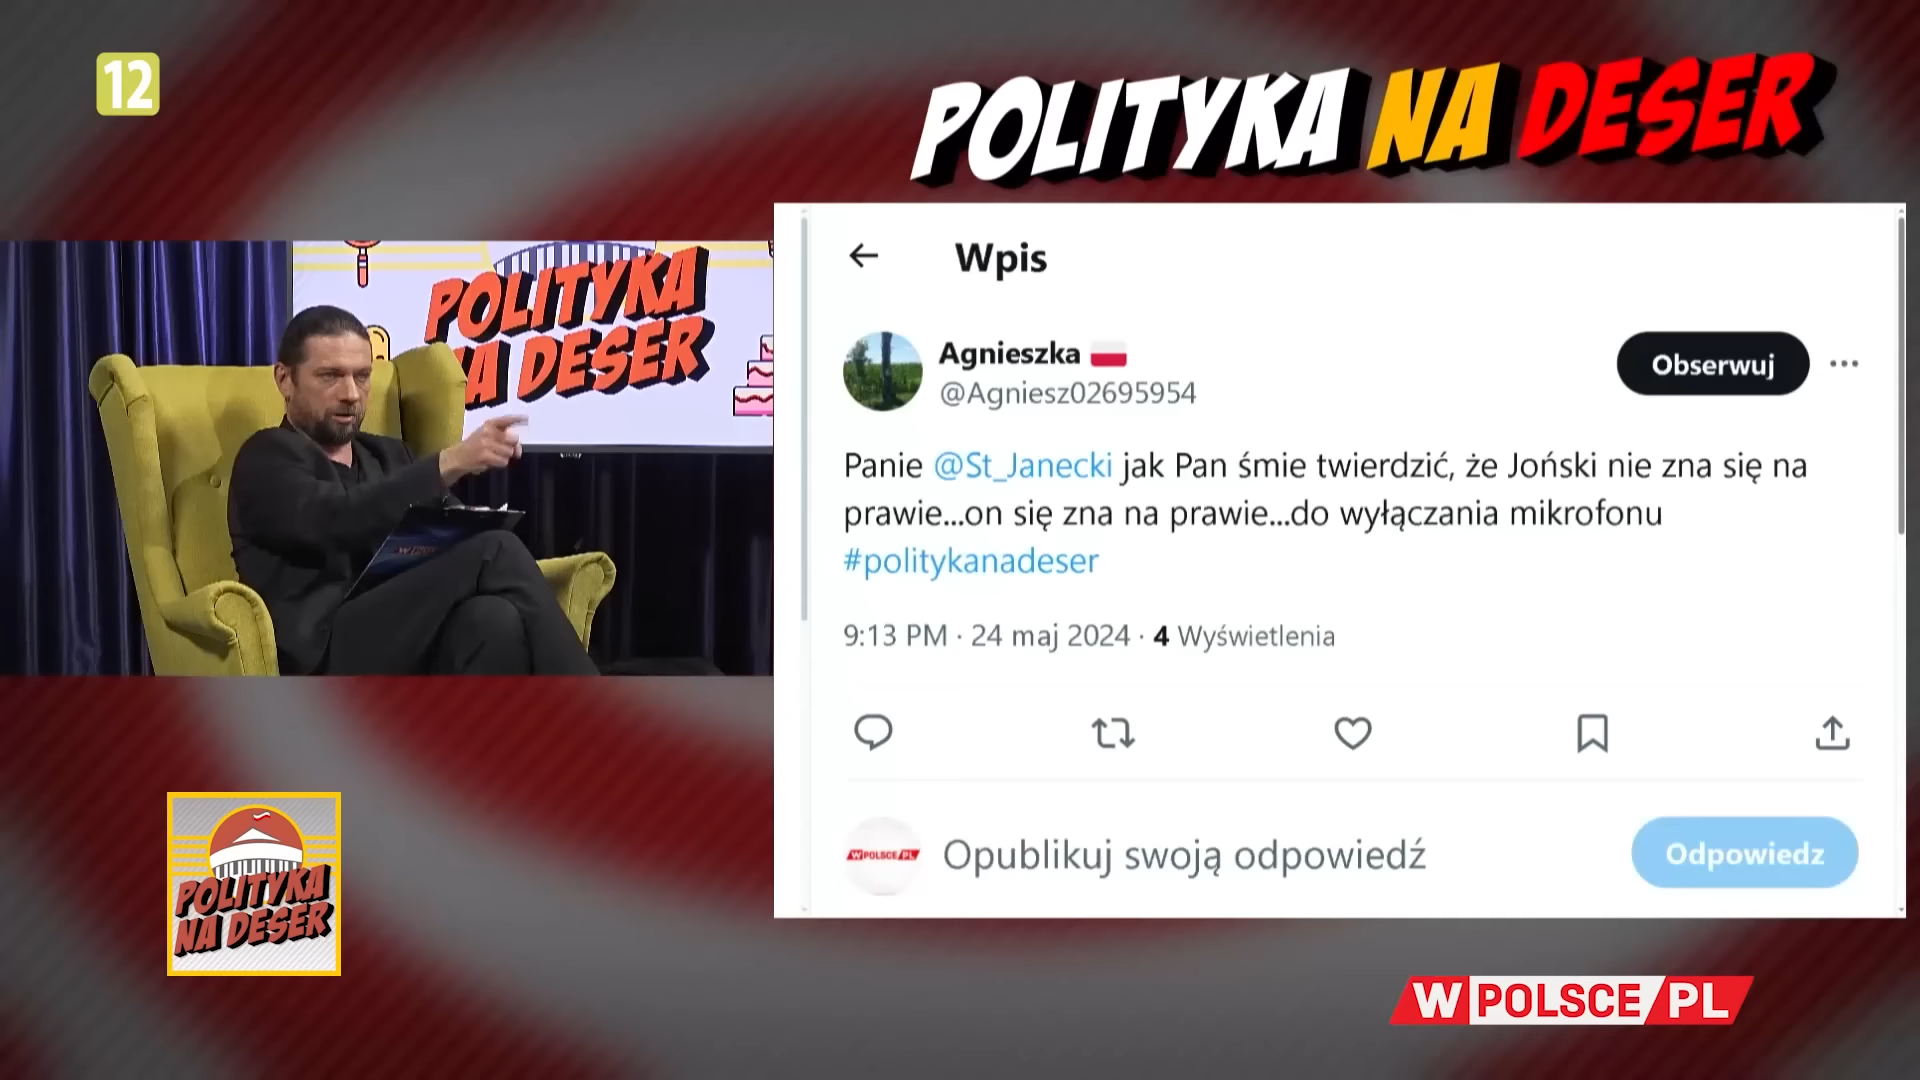 12
POLITYKA NA DESER
POLITYKA
NA DESER
Wpis
Agnieszka
@Agniesz02695954
Obserwuj
Panie @St_Janecki jak Pan śmie twierdzić, że Joński nie zna się na
prawie...on się zna na prawie...do wyłączania mikrofonu
#politykanadeser
9:13 PM · 24 maj 2024 · 4 Wyświetlenia
WPOLSCE/PL
Opublikuj swoją odpowiedź
Odpowiedz
POLITYKA
NA DESER
WPOLSCE/PL